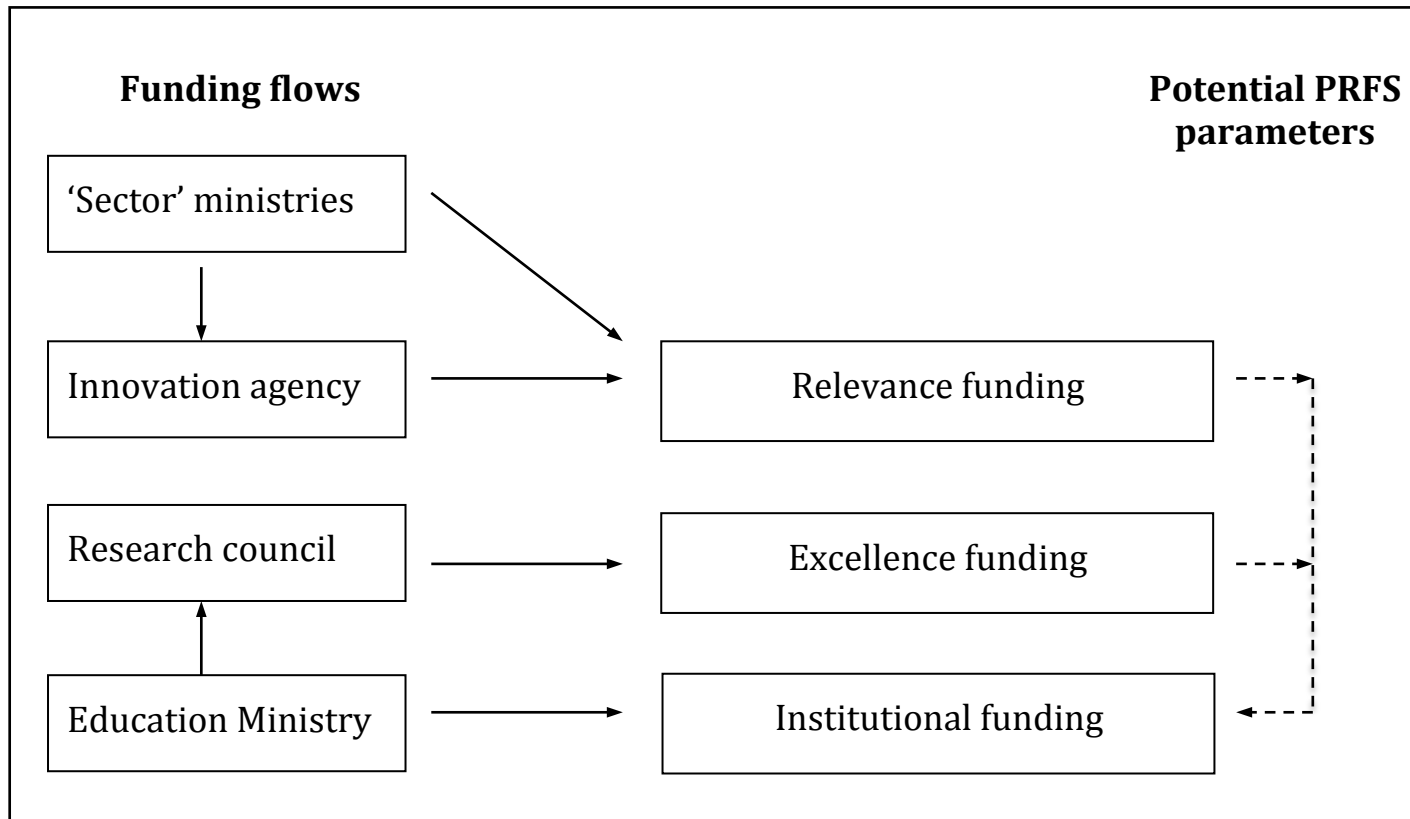 Funding flows
Potential PRFS
parameters
‘Sector’ ministries
Innovation agency
Relevance funding
Research council
Excellence funding
Education Ministry
Institutional funding